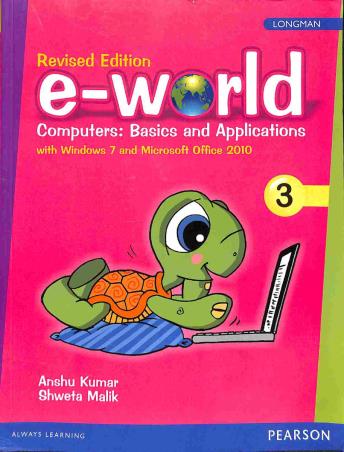 LONGMAN
Revised Edition
e-world
Computers: Basics and Applications
with Windows 7 and Microsoft Office 2010
3
Anshu Kumar
Shweta Malik
ALWAYS LEARNING
PEARSON